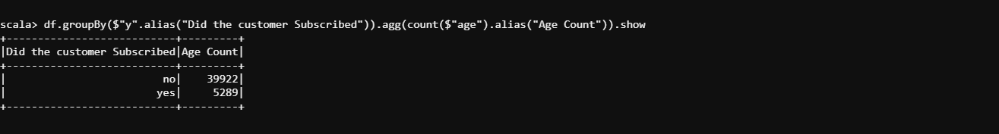 scala> df.groupBy($"y".alias("Did the customer Subscribed")).agg(count($"age").alias("Age Count")).show
+---------------------------+---------+
|Did the customer Subscribed|Age Count|
+---------------------------+---------+
|                         no|    39922|
|                        yes|     5289|
+---------------------------+---------+